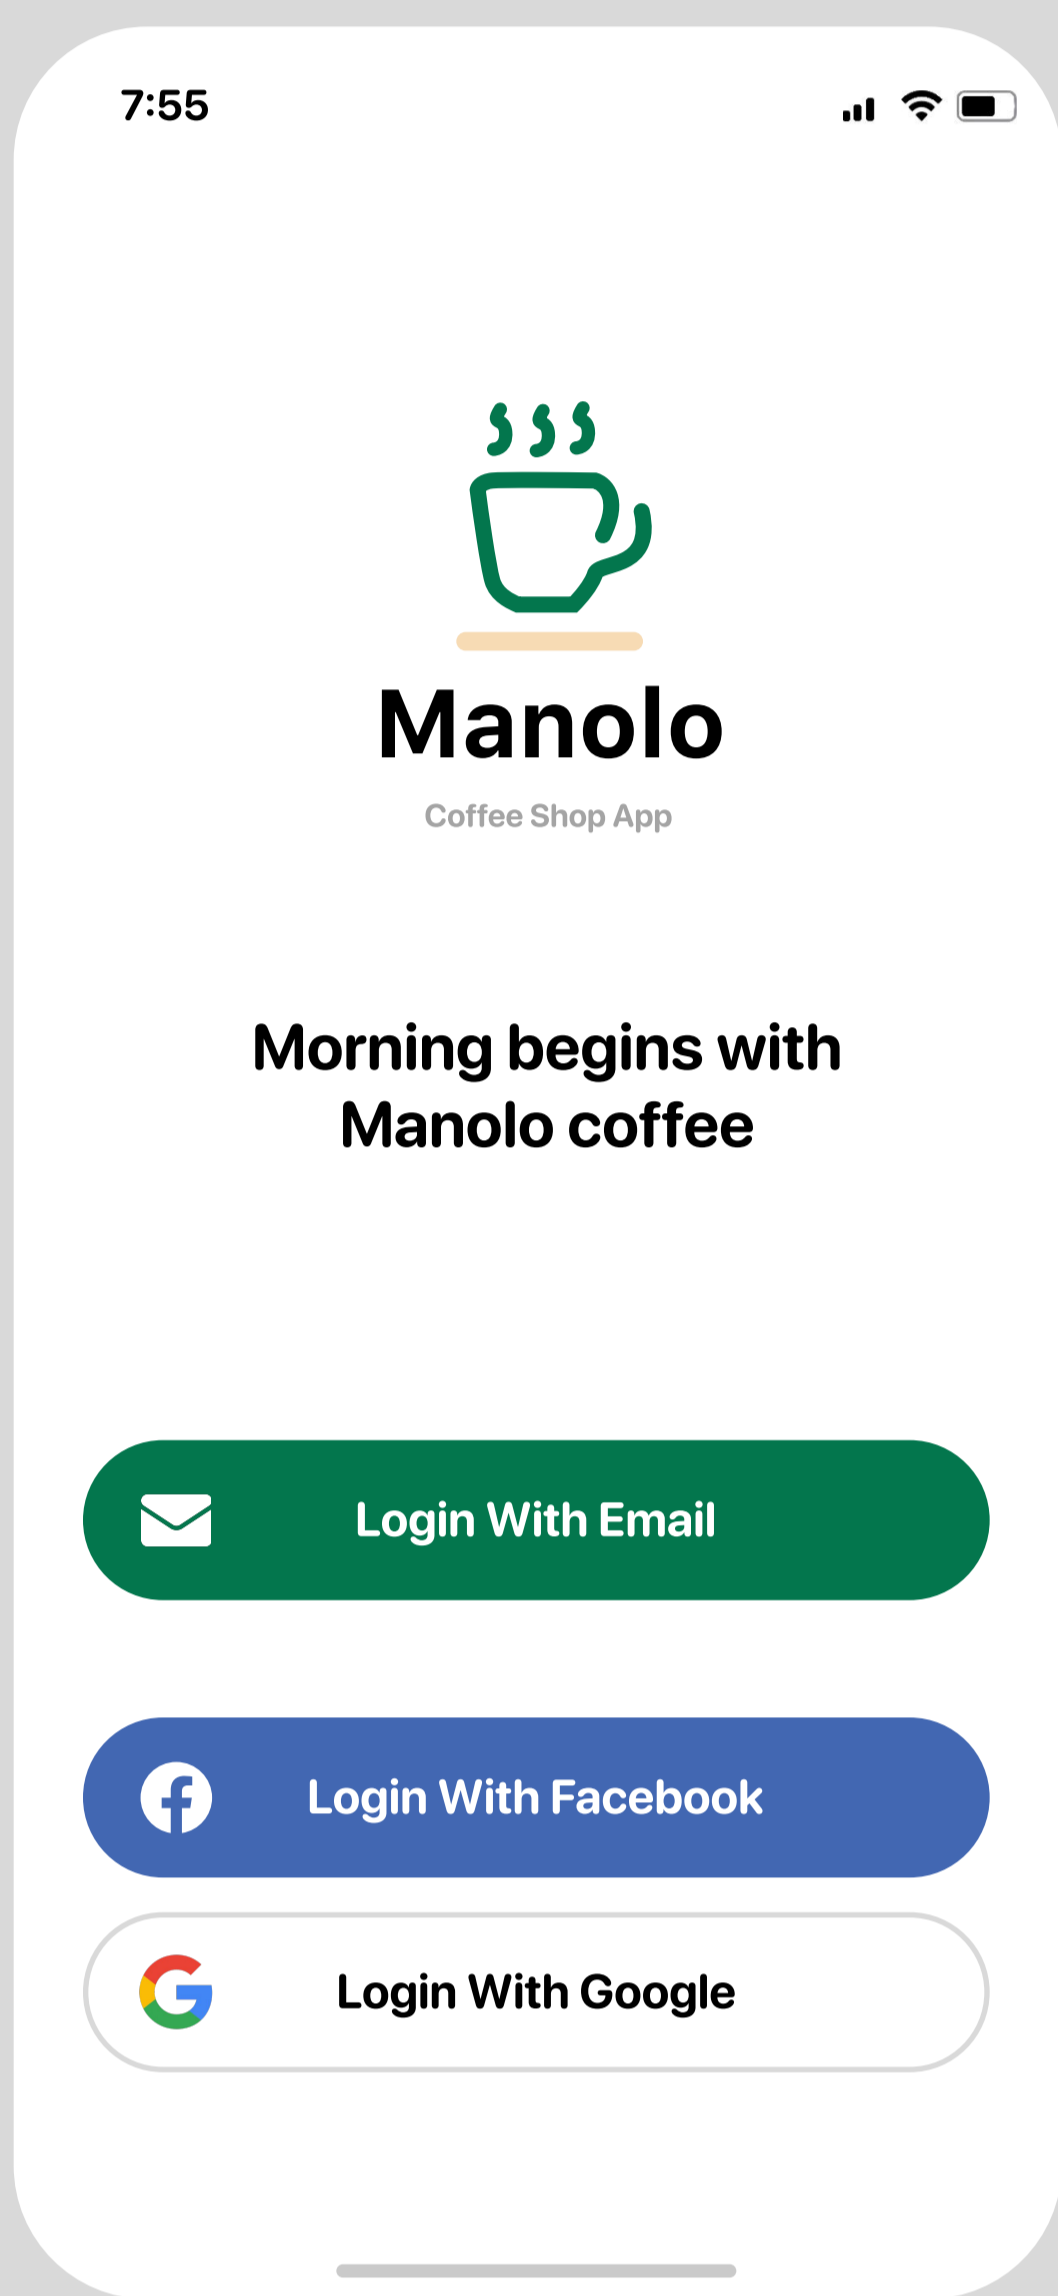 7:55
Manolo
Coffee Shop App
Morning begins with
Manolo coffee
Login With Email
Login With Facebook
Login With Google